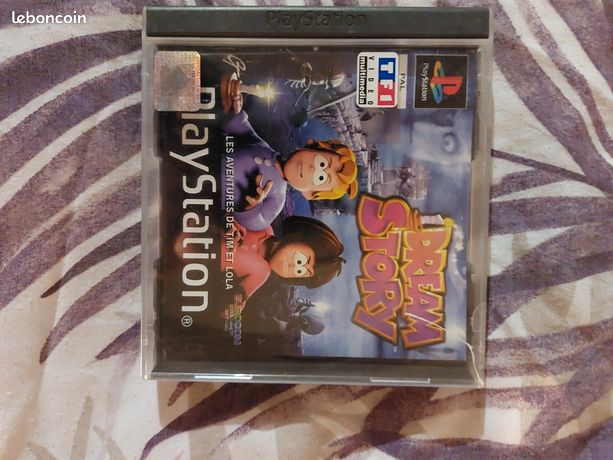 leboncoin
PlayStation
PAL
TF1
VIDEO
multimedia
PlayStation
DREAM
STORY
LES AVENTURES DE TIM ET LOLA
PlayStation®